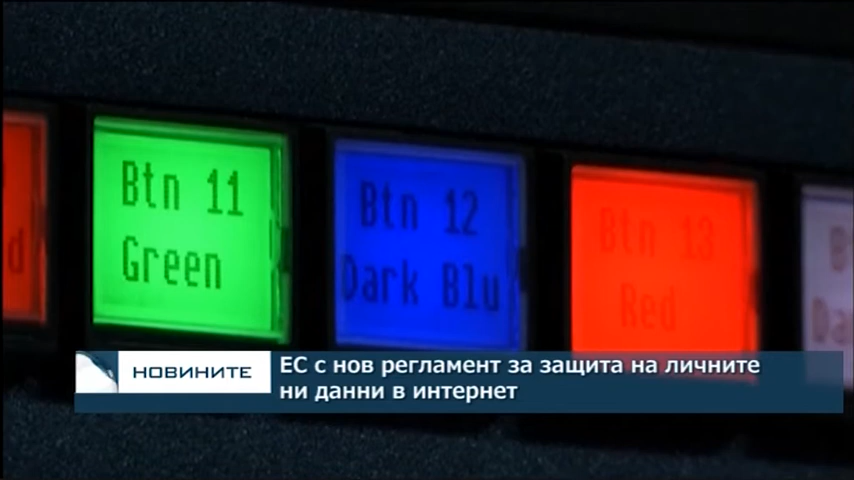 d
Btn 11
Green
Btn 12
Dark Blu
Btn 13
Red
Da
НОВИНИТЕ
ЕС с нов регламент за защита на личните
ни данни в интернет